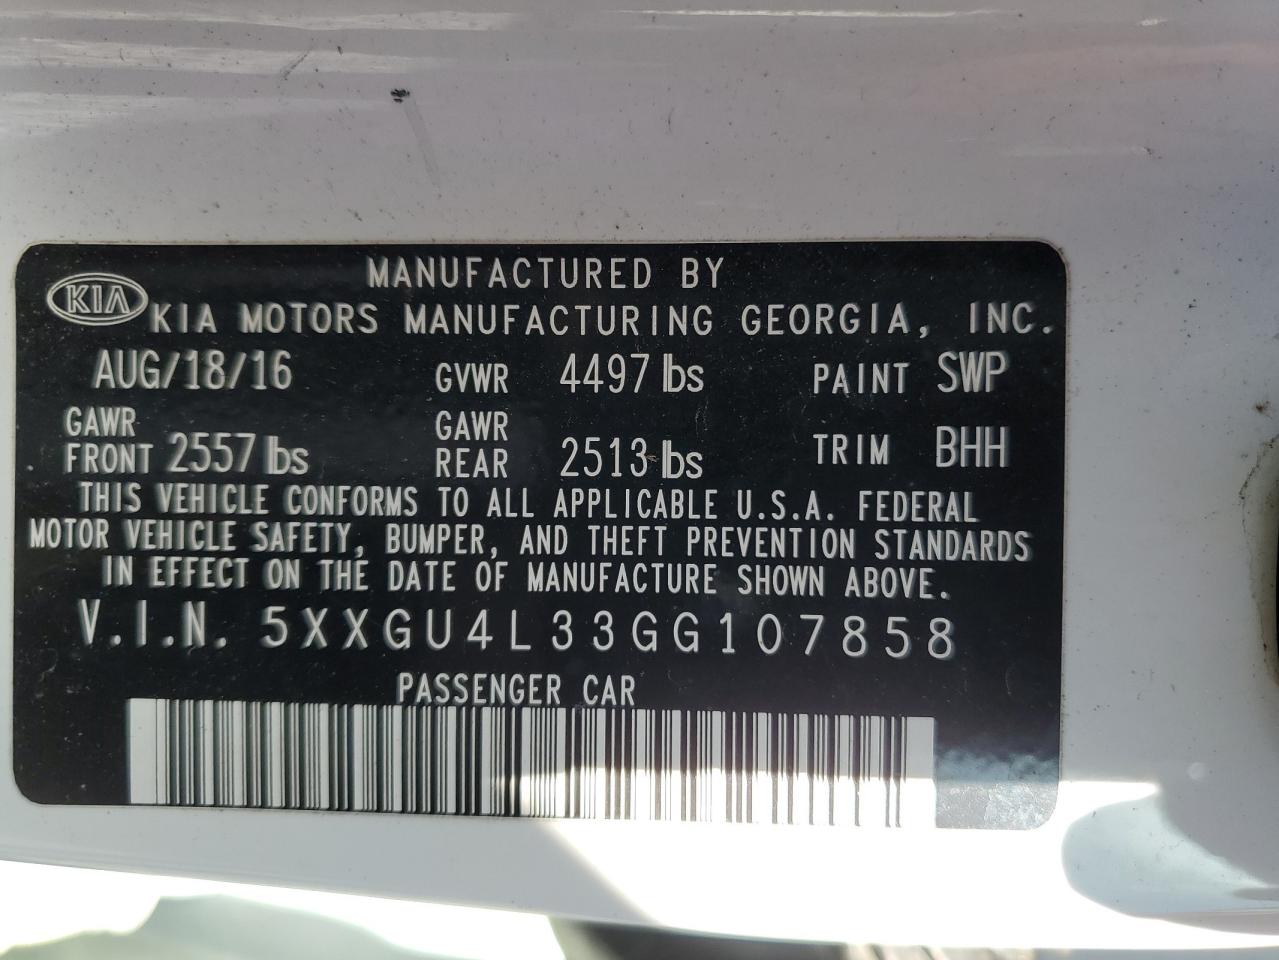 MANUFACTURED BY
KIA KIA MOTORS MANUFACTURING GEORGIA, INC.
AUG/18/16 GVWR 4497 lbs PAINT SWP
GAWR FRONT 2557 lbs GAWR REAR 2513 lbs TRIM BHH
THIS VEHICLE CONFORMS TO ALL APPLICABLE U.S.A. FEDERAL
MOTOR VEHICLE SAFETY, BUMPER, AND THEFT PREVENTION STANDARDS
IN EFFECT ON THE DATE OF MANUFACTURE SHOWN ABOVE.
V.I.N. 5XXGU4L33GG107858
PASSENGER CAR